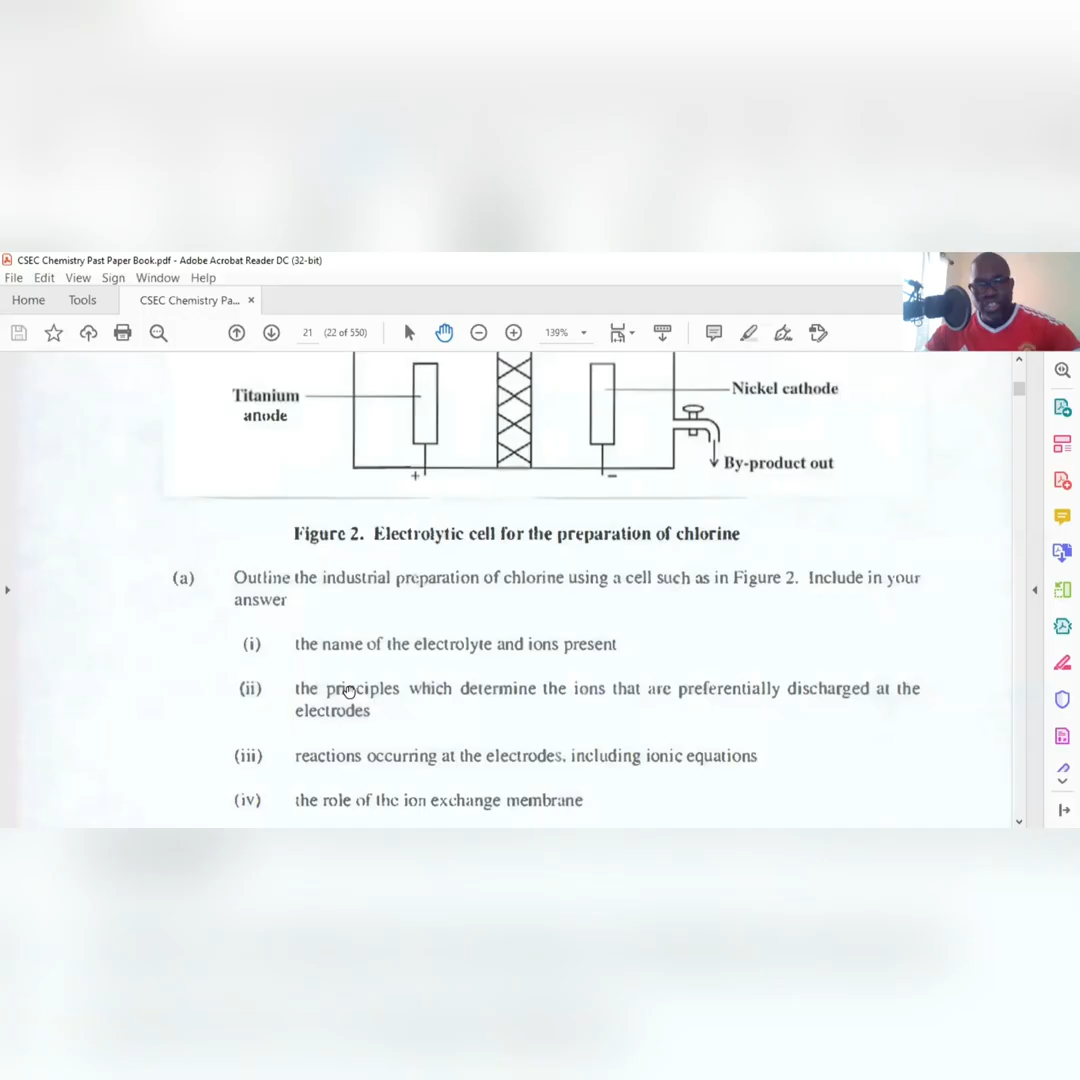 CSEC Chemistry Past Paper Book.pdf - Adobe Acrobat Reader DC (32-bit)
File Edit View Sign Window Help
Home Tools CSEC Chemistry Pa... ×
21 (22 of 550) 139%
Titanium
anode
Nickel cathode
By-product out
+ −
Figure 2. Electrolytic cell for the preparation of chlorine
(a) Outline the industrial preparation of chlorine using a cell such as in Figure 2. Include in your
answer
(i) the name of the electrolyte and ions present
(ii) the principles which determine the ions that are preferentially discharged at the
electrodes
(iii) reactions occurring at the electrodes, including ionic equations
(iv) the role of the ion exchange membrane